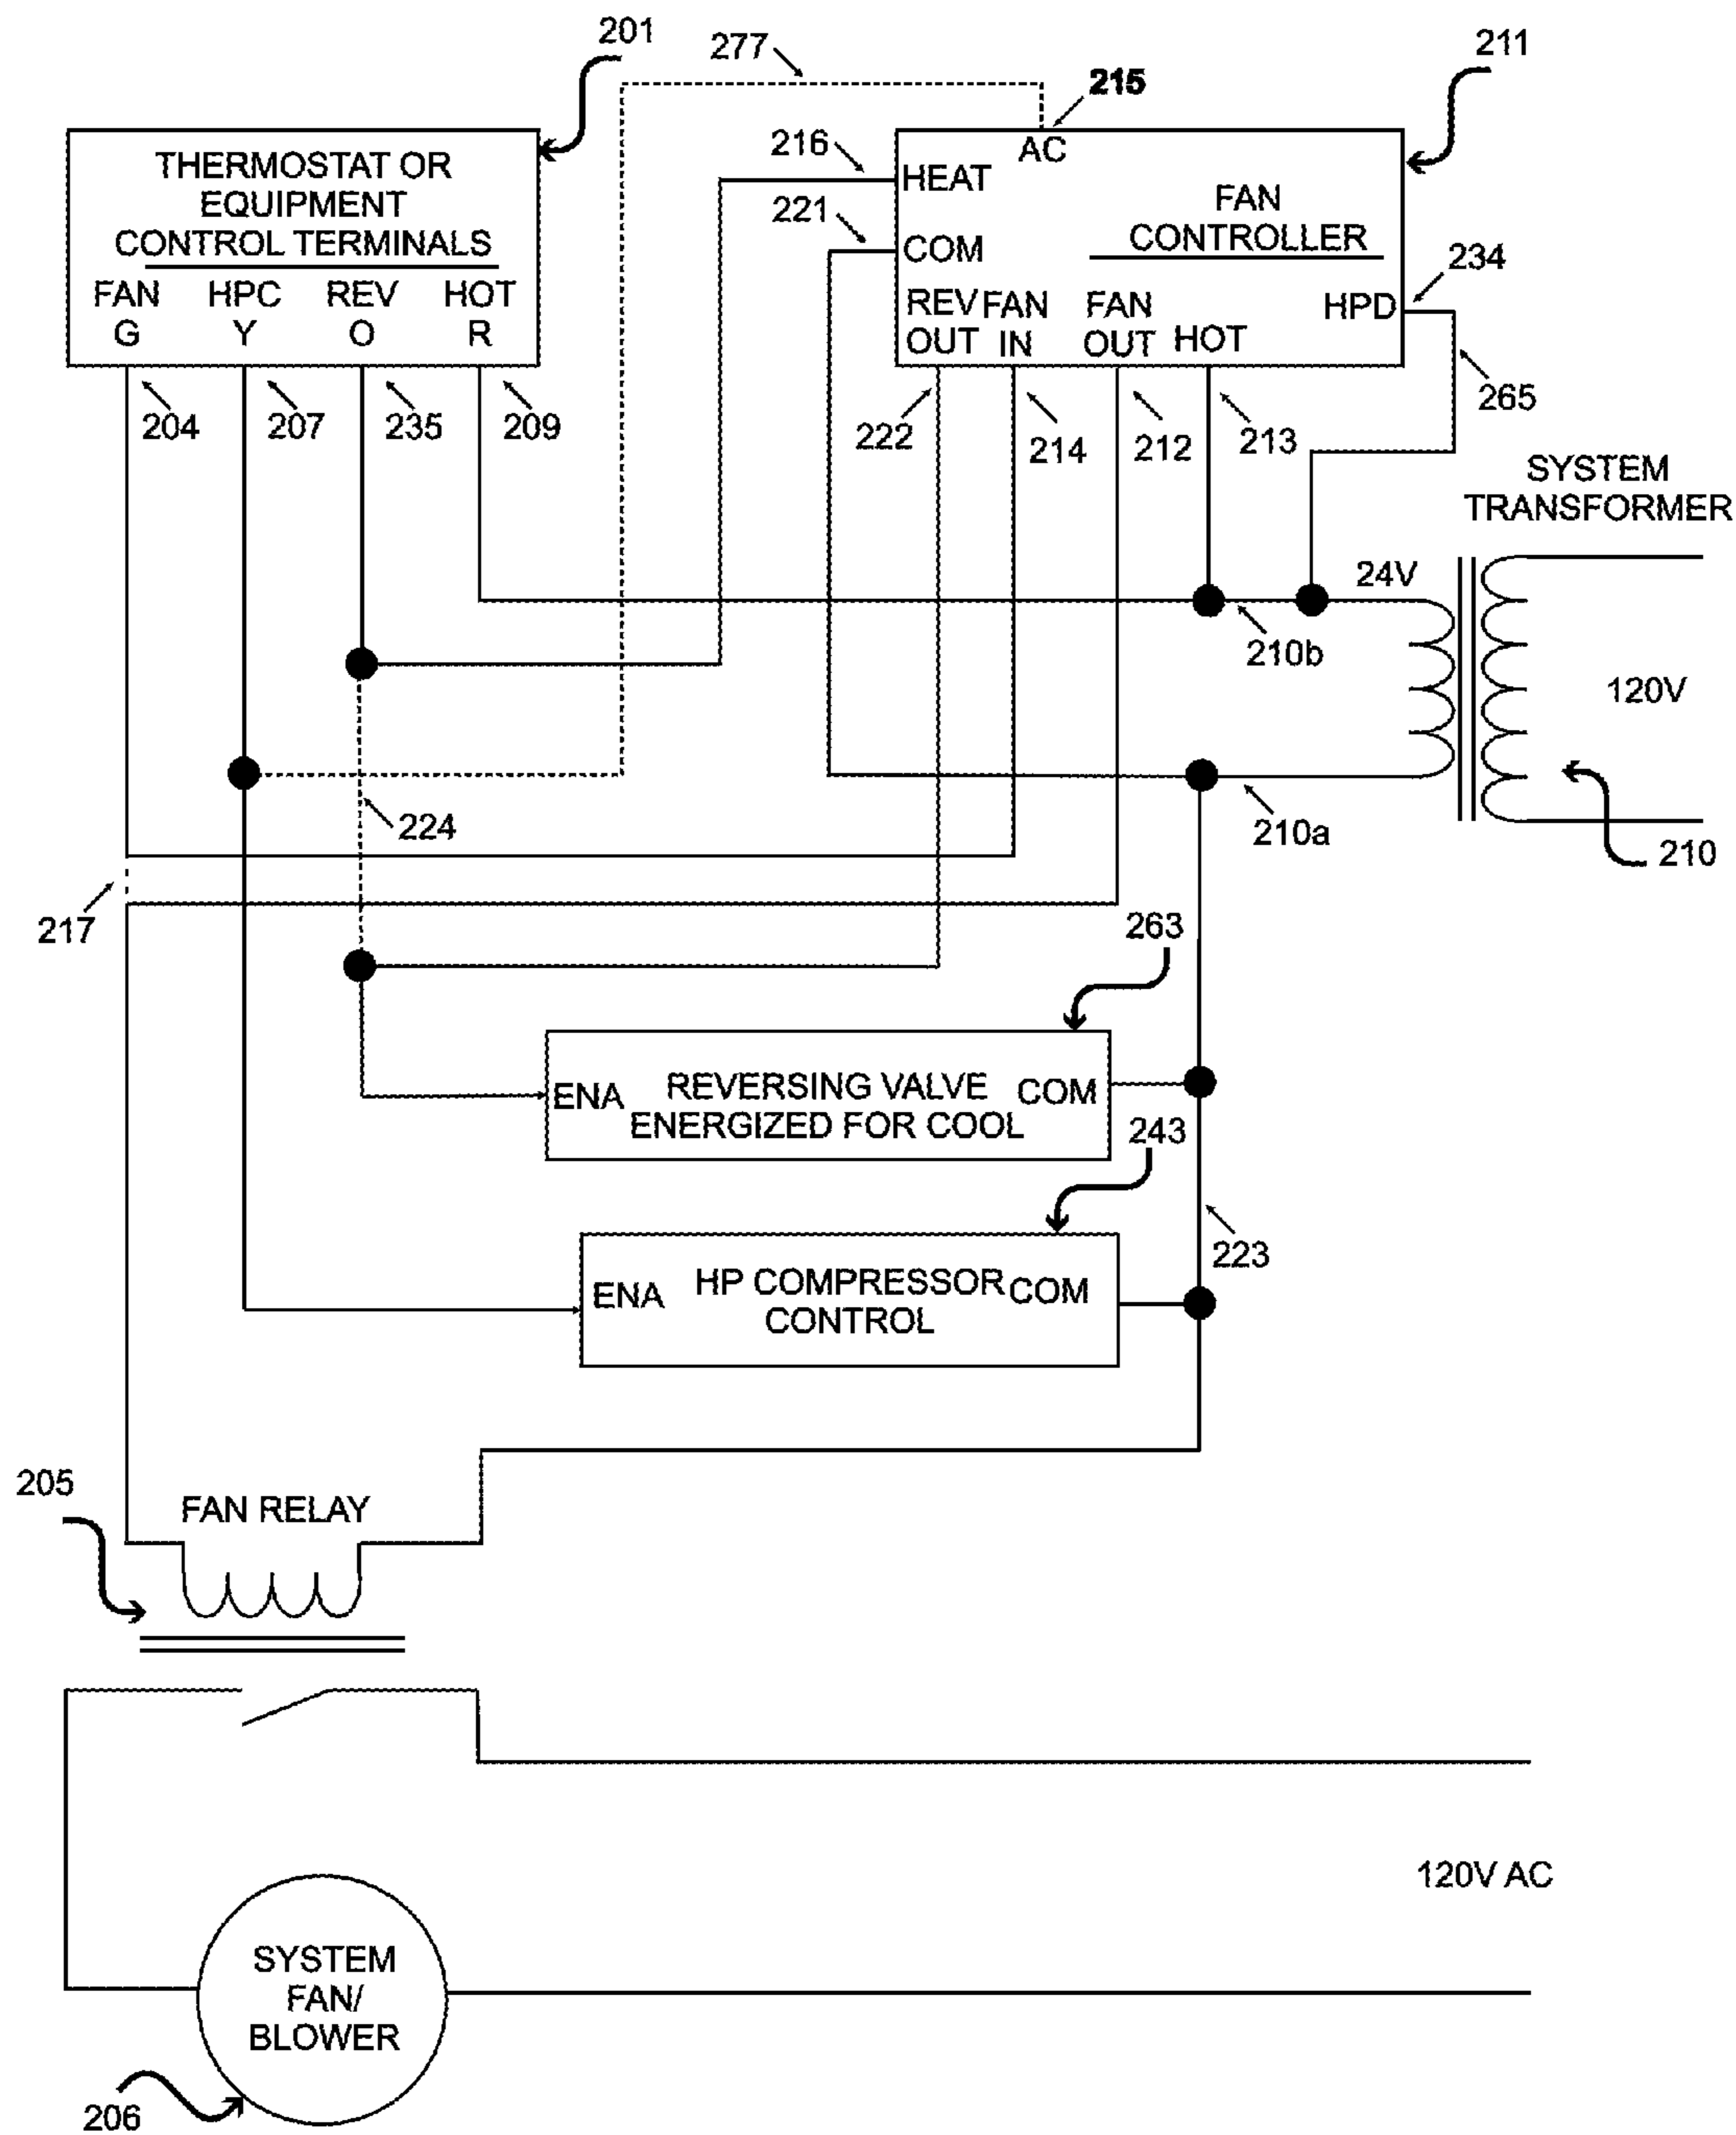 201
277
215
211
THERMOSTAT OR
EQUIPMENT
CONTROL TERMINALS
FAN HPC REV HOT
G Y O R
216
221
AC
HEAT
COM
FAN
CONTROLLER
REV FAN FAN HOT HPD
OUT IN OUT
234
265
204
207
235
209
222
214
212
213
SYSTEM
TRANSFORMER
24V
210b
120V
224
210a
210
217
263
ENA REVERSING VALVE COM
ENERGIZED FOR COOL
243
223
ENA HP COMPRESSOR COM
CONTROL
205
FAN RELAY
120V AC
SYSTEM
FAN/
BLOWER
206